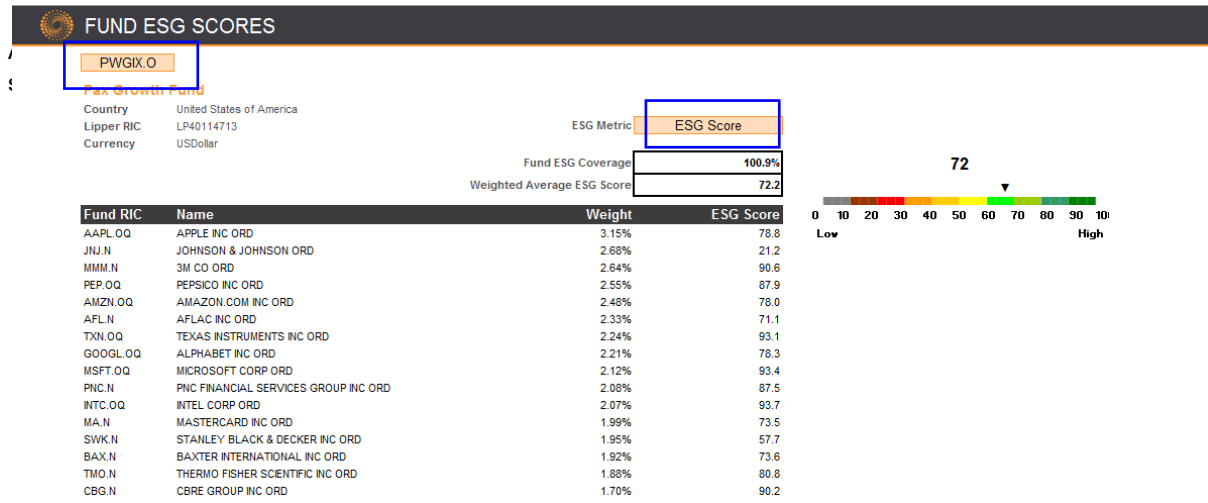 FUND ESG SCORES
PWGIX.O
Pax Growth Fund
Country United States of America
Lipper RIC LP40114713
Currency USDollar
ESG Metric ESG Score
Fund ESG Coverage 100.9%
Weighted Average ESG Score 72.2
72
0 10 20 30 40 50 60 70 80 90 10
Low High
Fund RIC Name Weight ESG Score
AAPL.OQ APPLE INC ORD 3.15% 78.8
JNJ.N JOHNSON & JOHNSON ORD 2.68% 21.2
MMM.N 3M CO ORD 2.64% 90.6
PEP.OQ PEPSICO INC ORD 2.55% 87.9
AMZN.OQ AMAZON.COM INC ORD 2.48% 78.0
AFL.N AFLAC INC ORD 2.33% 71.1
TXN.OQ TEXAS INSTRUMENTS INC ORD 2.24% 93.1
GOOGL.OQ ALPHABET INC ORD 2.21% 78.3
MSFT.OQ MICROSOFT CORP ORD 2.12% 93.4
PNC.N PNC FINANCIAL SERVICES GROUP INC ORD 2.08% 87.5
INTC.OQ INTEL CORP ORD 2.07% 93.7
MA.N MASTERCARD INC ORD 1.99% 73.5
SWK.N STANLEY BLACK & DECKER INC ORD 1.95% 57.7
BAX.N BAXTER INTERNATIONAL INC ORD 1.92% 73.6
TMO.N THERMO FISHER SCIENTIFIC INC ORD 1.88% 80.8
CBG.N CBRE GROUP INC ORD 1.70% 90.2